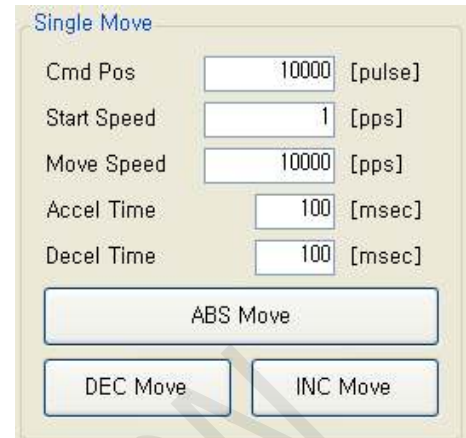 Single Move
Cmd Pos 10000 [pulse]
Start Speed 1 [pps]
Move Speed 10000 [pps]
Accel Time 100 [msec]
Decel Time 100 [msec]
ABS Move
DEC Move INC Move